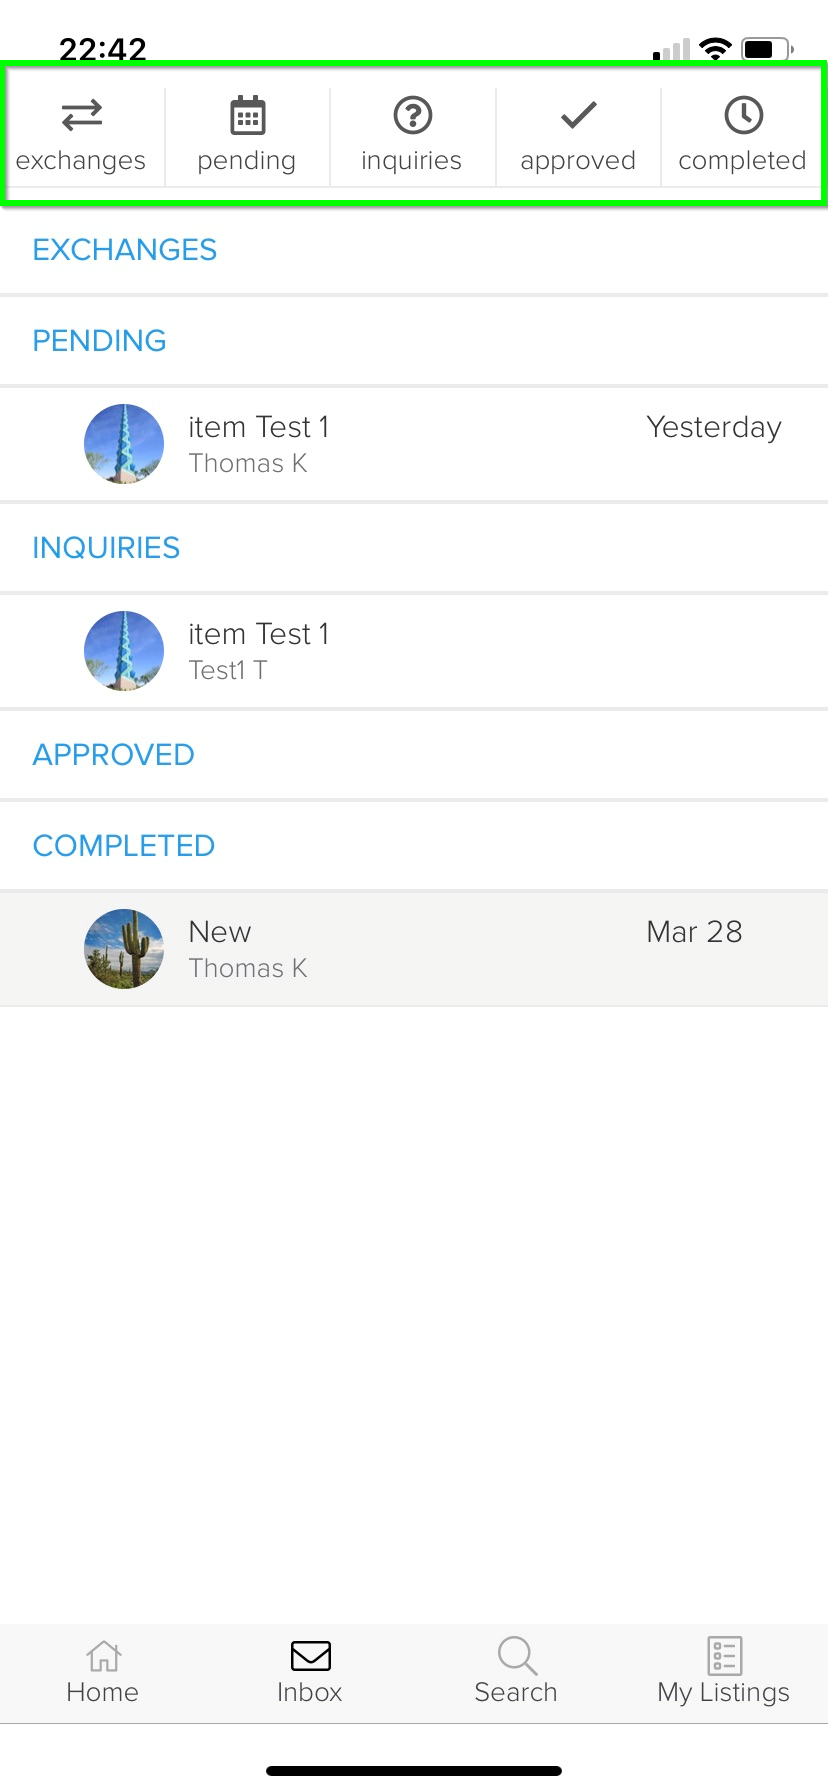 22:42
exchanges pending inquiries approved completed
EXCHANGES
PENDING
item Test 1 Yesterday
Thomas K
INQUIRIES
item Test 1
Test1 T
APPROVED
COMPLETED
New Mar 28
Thomas K
Home Inbox Search My Listings